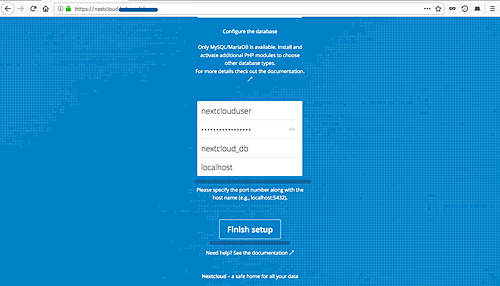 https://nextcloud.
Configure the database
Only MySQL/MariaDB is available. Install and
activate additional PHP modules to choose
other database types.
For more details check out the documentation.
nextclouduser
•••••••••••••••••
nextcloud_db
localhost
Please specify the port number along with the
host name (e.g., localhost:5432).
Finish setup
Need help? See the documentation
Nextcloud – a safe home for all your data